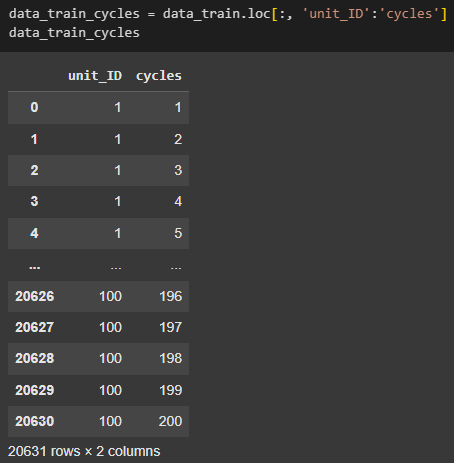 data_train_cycles = data_train.loc[:, 'unit_ID':'cycles']
data_train_cycles
unit_ID cycles
0 1 1
1 1 2
2 1 3
3 1 4
4 1 5
... ... ...
20626 100 196
20627 100 197
20628 100 198
20629 100 199
20630 100 200
20631 rows × 2 columns